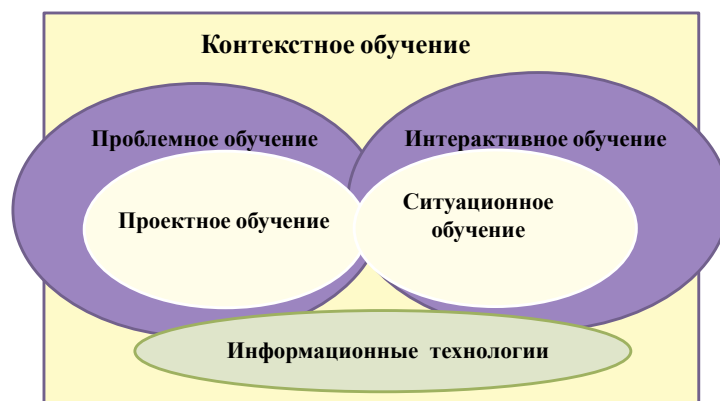 Контекстное обучение
Проблемное обучение
Интерактивное обучение
Проектное обучение
Ситуационное
обучение
Информационные технологии